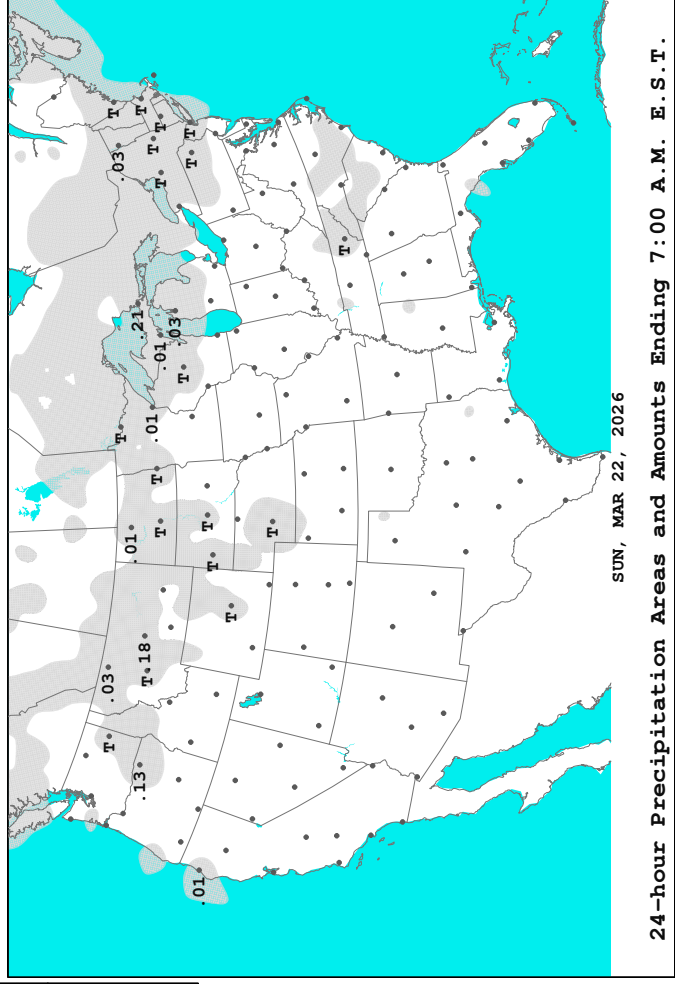 T
.03
T
.03
.01
T
.13
.21
T
T
.18
.01
T
T
T
.01
T
T
.03
T
T
T
.01
T
T
T
T
T
SUN, MAR 22, 2026
24-hour Precipitation Areas and Amounts Ending 7:00 A.M. E.S.T.